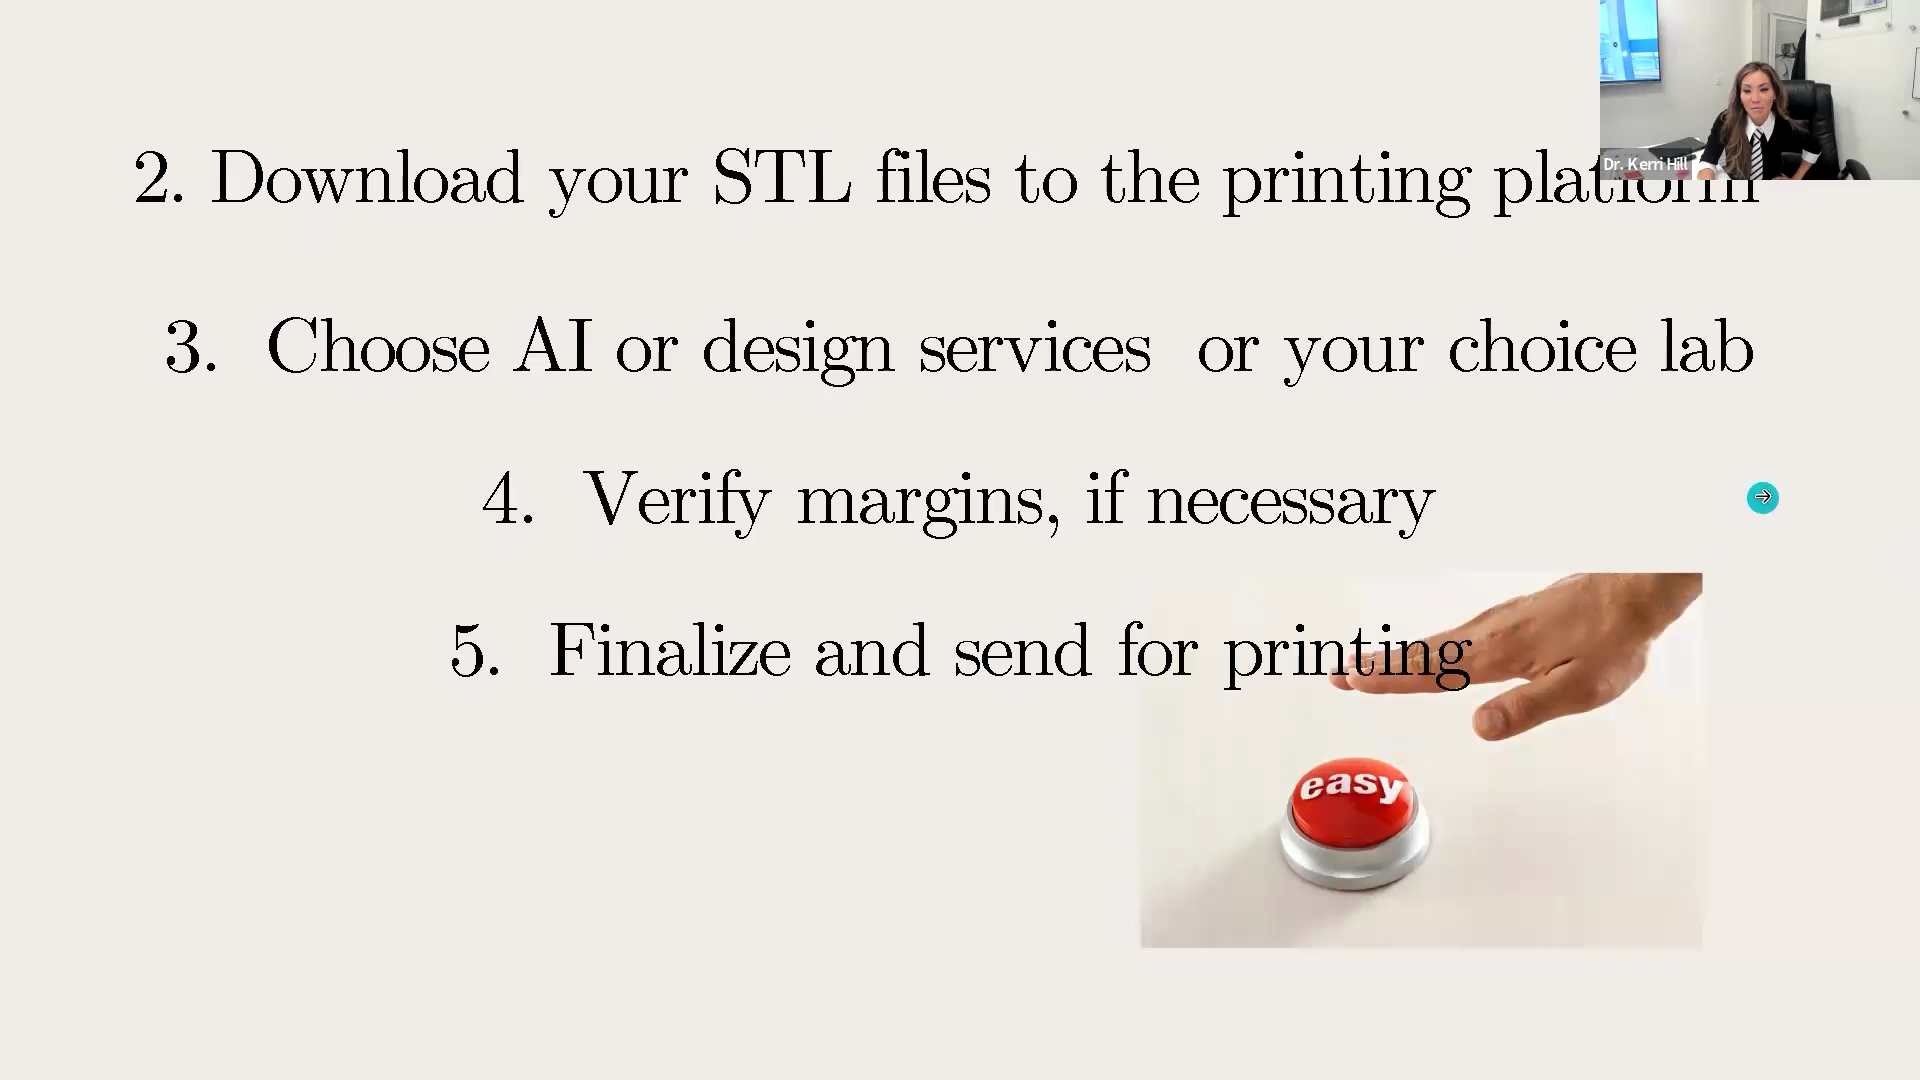 2. Download your STL files to the printing platform
Dr. Kerri Hill
3. Choose AI or design services or your choice lab
4. Verify margins, if necessary
5. Finalize and send for printing
easy